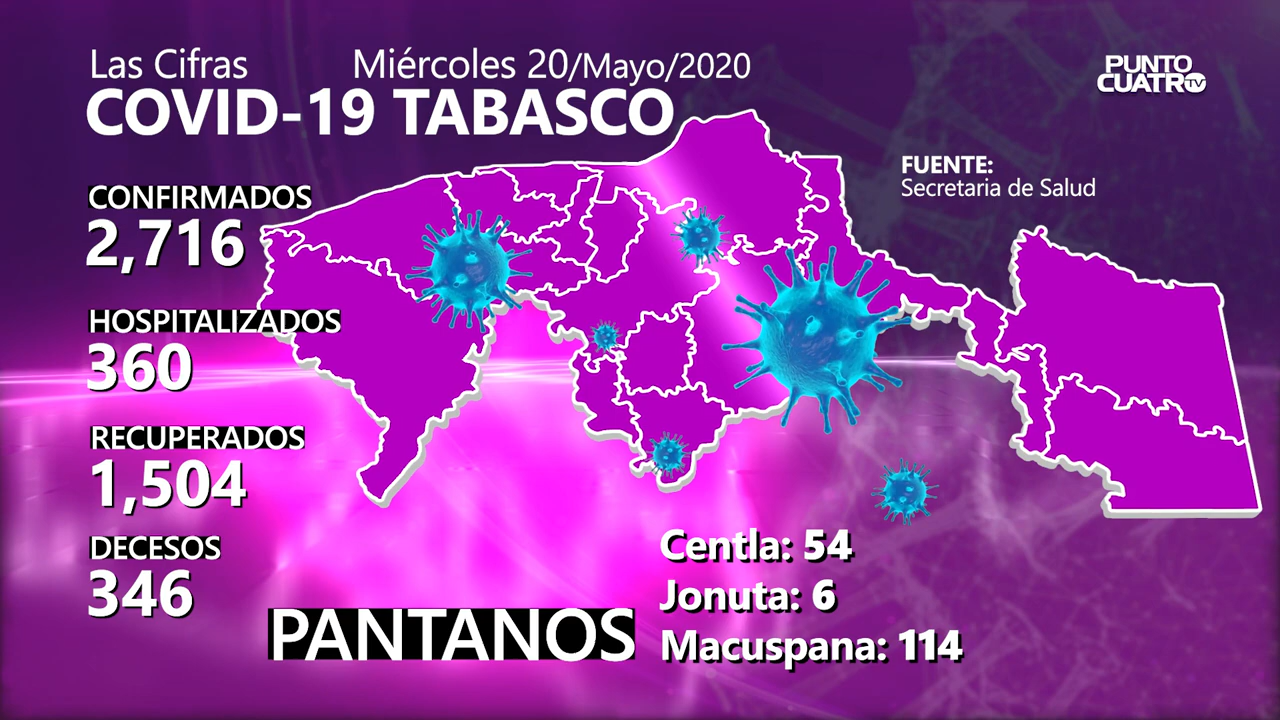 Las Cifras
Miércoles 20/Mayo/2020
COVID-19 TABASCO
PUNTO
CUATRO TV
FUENTE:
Secretaria de Salud
CONFIRMADOS
2,716
HOSPITALIZADOS
360
RECUPERADOS
1,504
DECESOS
346
PANTANOS
Centla: 54
Jonuta: 6
Macuspana: 114